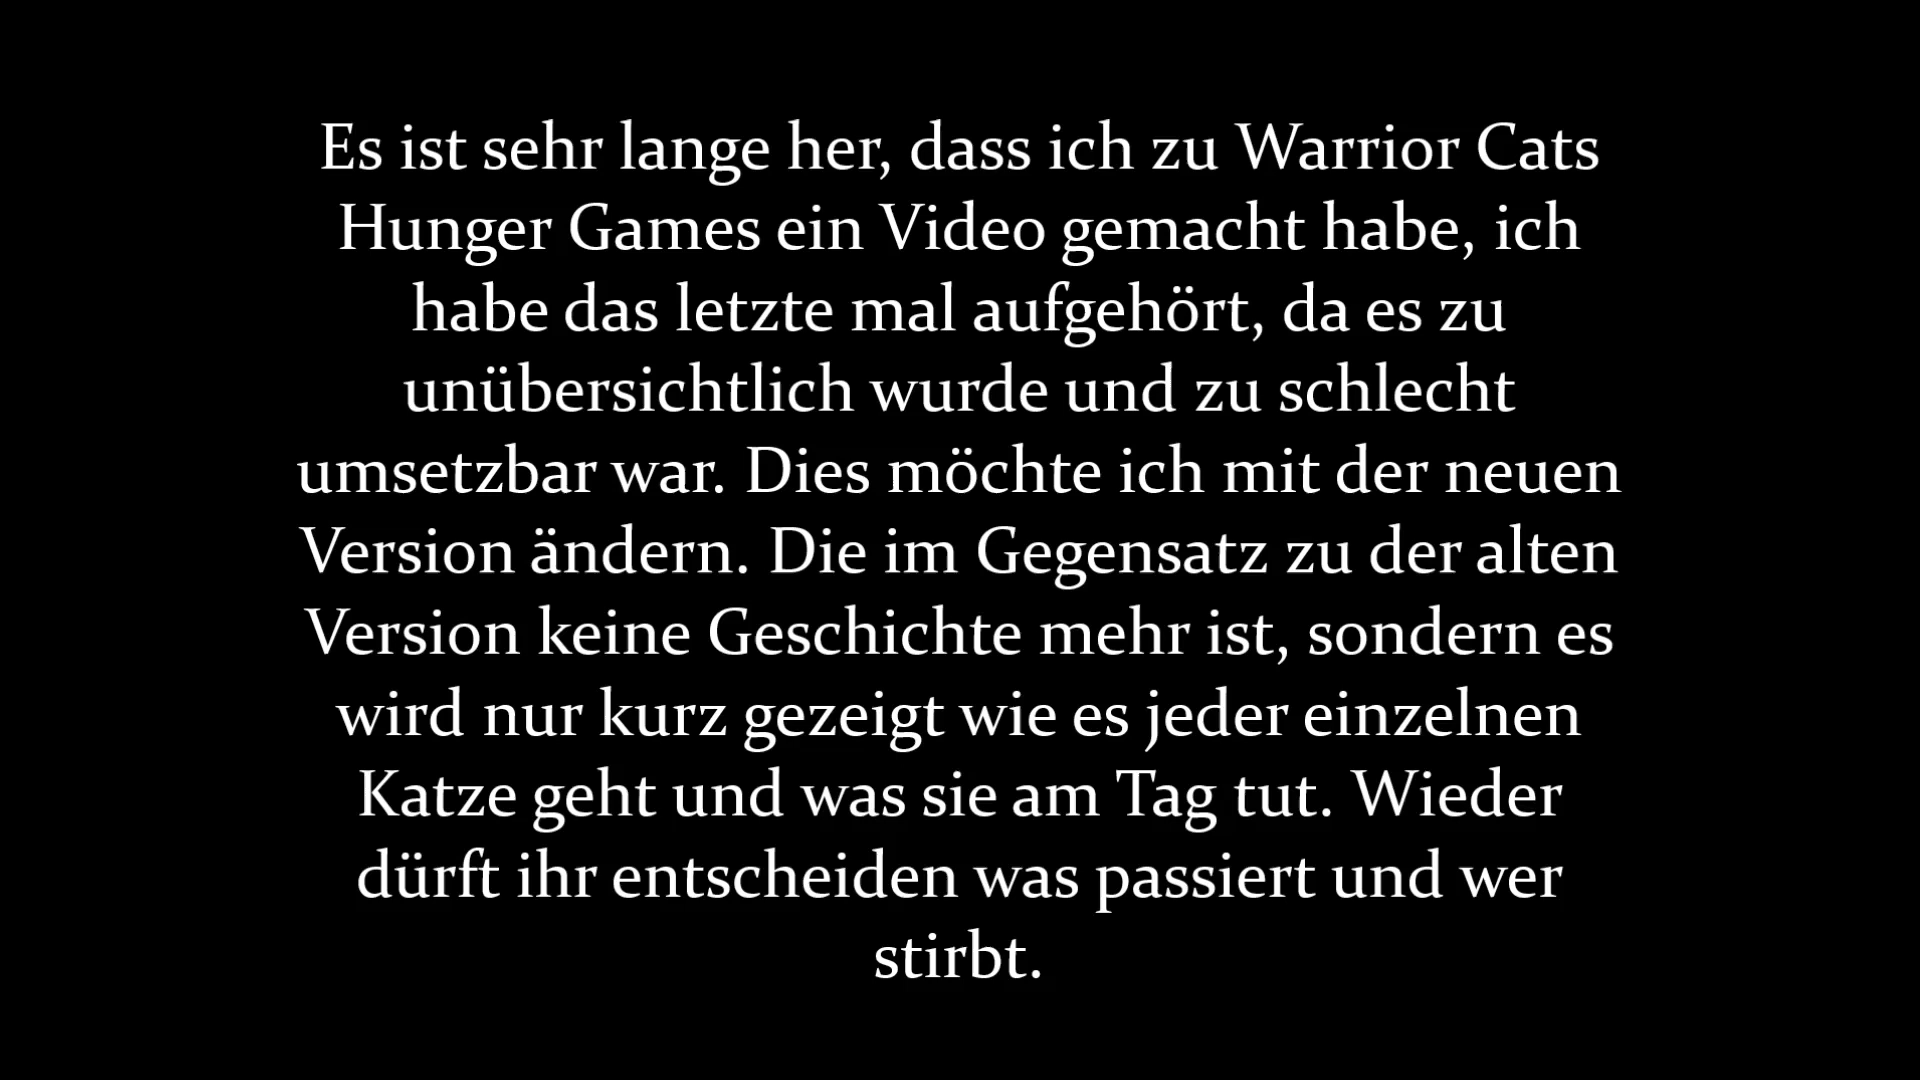 Es ist sehr lange her, dass ich zu Warrior Cats
Hunger Games ein Video gemacht habe, ich
habe das letzte mal aufgehört, da es zu
unübersichtlich wurde und zu schlecht
umsetzbar war. Dies möchte ich mit der neuen
Version ändern. Die im Gegensatz zu der alten
Version keine Geschichte mehr ist, sondern es
wird nur kurz gezeigt wie es jeder einzelnen
Katze geht und was sie am Tag tut. Wieder
dürft ihr entscheiden was passiert und wer
stirbt.